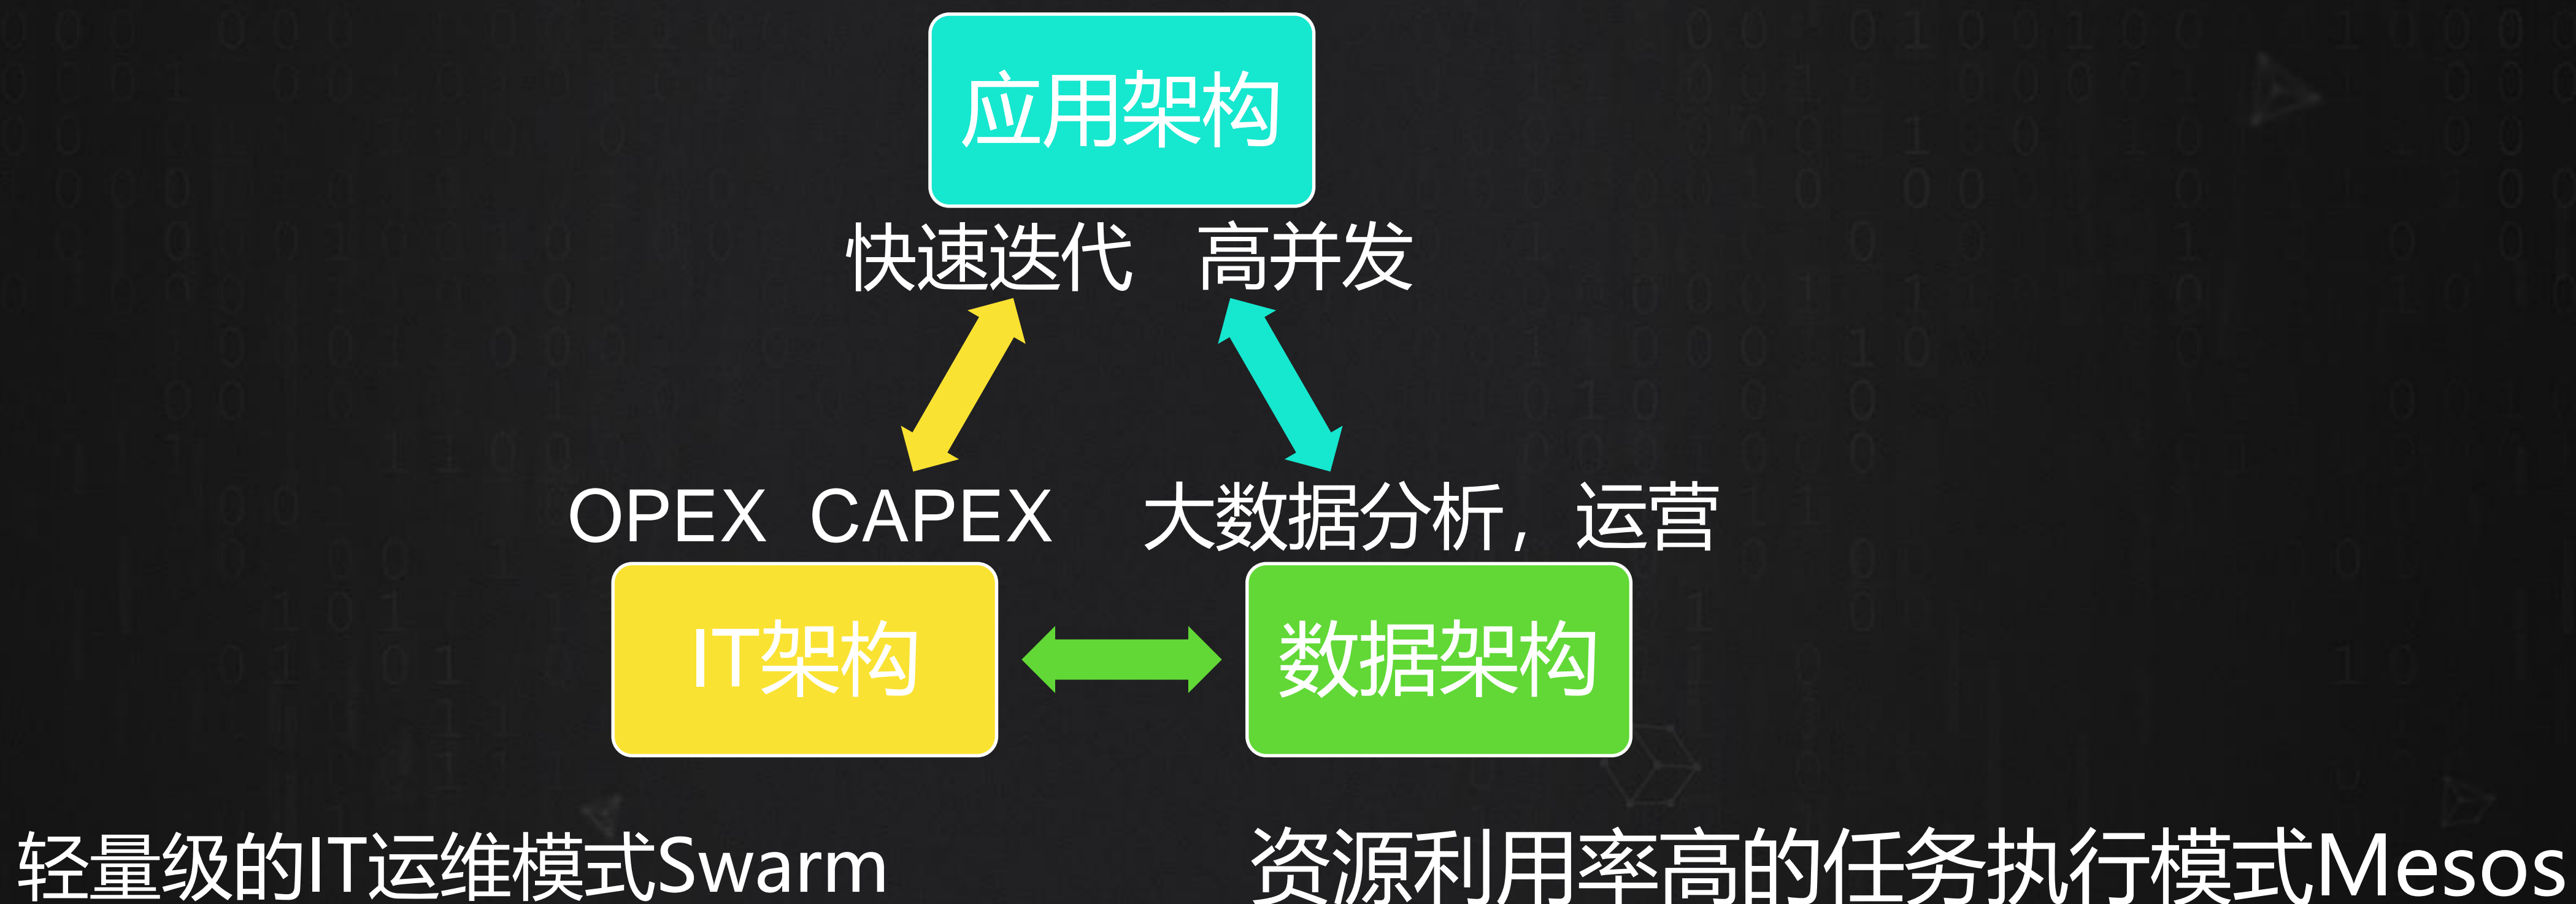 应用架构
快速迭代 高并发
OPEX CAPEX 大数据分析，运营
IT架构 数据架构
轻量级的IT运维模式Swarm 资源利用率高的任务执行模式Mesos